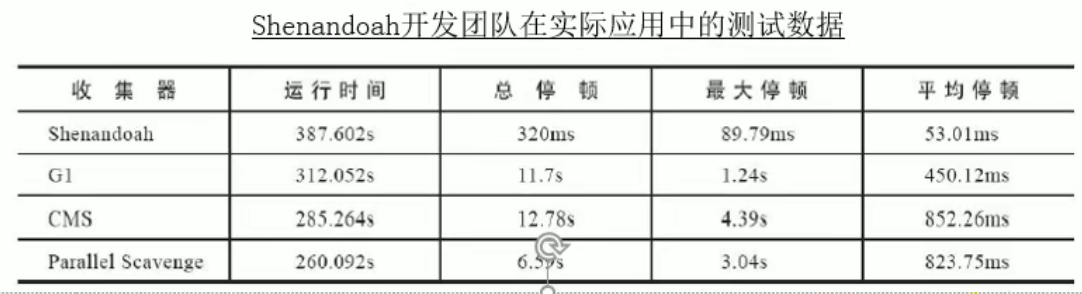 Shenandoah开发团队在实际应用中的测试数据
收集器 运行时间 总停顿 最大停顿 平均停顿
Shenandoah 387.602s 320ms 89.79ms 53.01ms
G1 312.052s 11.7s 1.24s 450.12ms
CMS 285.264s 12.78s 4.39s 852.26ms
Parallel Scavenge 260.092s 3.04s 823.75ms